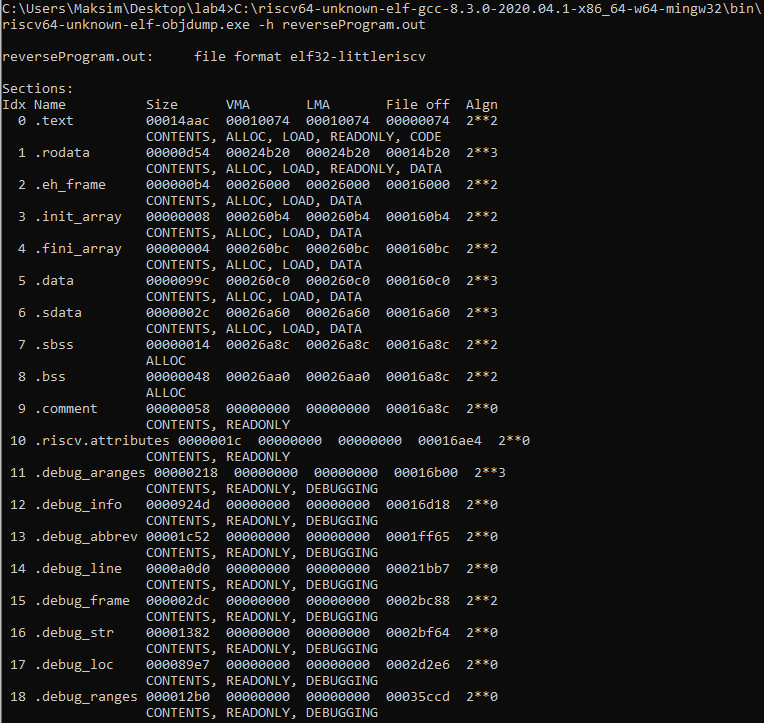 C:\Users\Maksim\Desktop\lab4>C:\riscv64-unknown-elf-gcc-8.3.0-2020.04.1-x86_64-w64-mingw32\bin\
riscv64-unknown-elf-objdump.exe -h reverseProgram.out
reverseProgram.out:     file format elf32-littleriscv
Sections:
Idx Name          Size      VMA       LMA       File off  Algn
  0 .text         00014aac  00010074  00010074  00000074  2**2
                  CONTENTS, ALLOC, LOAD, READONLY, CODE
  1 .rodata       00000d54  00024b20  00024b20  00014b20  2**3
                  CONTENTS, ALLOC, LOAD, READONLY, DATA
  2 .eh_frame     000000b4  00026000  00026000  00016000  2**2
                  CONTENTS, ALLOC, LOAD, DATA
  3 .init_array   00000008  000260b4  000260b4  000160b4  2**2
                  CONTENTS, ALLOC, LOAD, DATA
  4 .fini_array   00000004  000260bc  000260bc  000160bc  2**2
                  CONTENTS, ALLOC, LOAD, DATA
  5 .data         0000099c  000260c0  000260c0  000160c0  2**3
                  CONTENTS, ALLOC, LOAD, DATA
  6 .sdata        0000002c  00026a60  00026a60  00016a60  2**3
                  CONTENTS, ALLOC, LOAD, DATA
  7 .sbss         00000014  00026a8c  00026a8c  00016a8c  2**2
                  ALLOC
  8 .bss          00000048  00026aa0  00026aa0  00016a8c  2**2
                  ALLOC
  9 .comment      00000058  00000000  00000000  00016a8c  2**0
                  CONTENTS, READONLY
 10 .riscv.attributes 0000001c  00000000  00000000  00016ae4  2**0
                  CONTENTS, READONLY
 11 .debug_aranges 00000218  00000000  00000000  00016b00  2**3
                  CONTENTS, READONLY, DEBUGGING
 12 .debug_info   0000924d  00000000  00000000  00016d18  2**0
                  CONTENTS, READONLY, DEBUGGING
 13 .debug_abbrev 00001c52  00000000  00000000  0001ff65  2**0
                  CONTENTS, READONLY, DEBUGGING
 14 .debug_line   0000a0d0  00000000  00000000  00021bb7  2**0
                  CONTENTS, READONLY, DEBUGGING
 15 .debug_frame  000002dc  00000000  00000000  0002bc88  2**2
                  CONTENTS, READONLY, DEBUGGING
 16 .debug_str    00001382  00000000  00000000  0002bf64  2**0
                  CONTENTS, READONLY, DEBUGGING
 17 .debug_loc    000089e7  00000000  00000000  0002d2e6  2**0
                  CONTENTS, READONLY, DEBUGGING
 18 .debug_ranges 000012b0  00000000  00000000  00035ccd  2**0
                  CONTENTS, READONLY, DEBUGGING